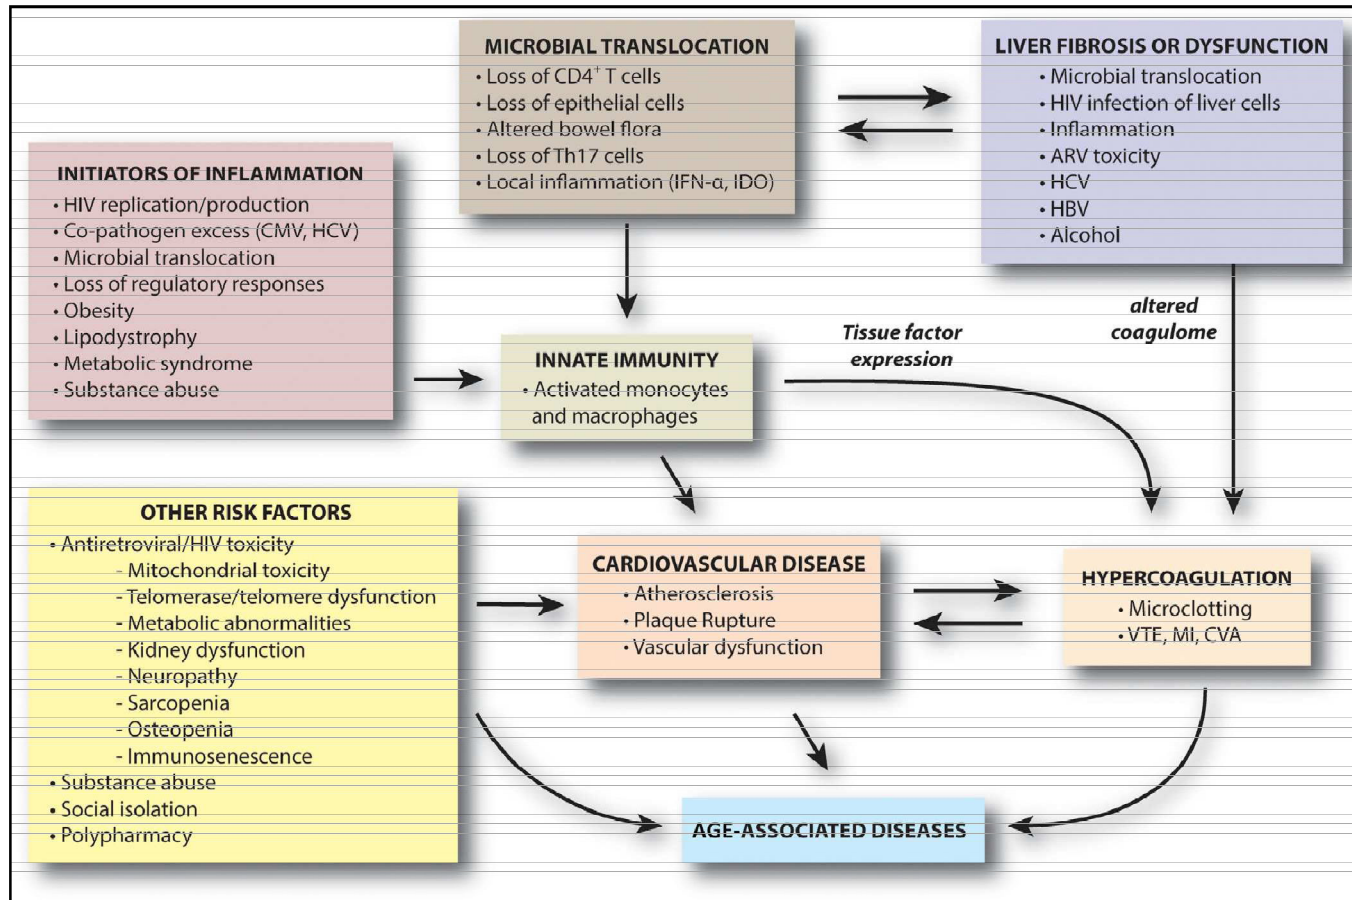 MICROBIAL TRANSLOCATION
• Loss of CD4⁺ T cells
• Loss of epithelial cells
• Altered bowel flora
• Loss of Th17 cells
• Local inflammation (IFN-α, IDO)
LIVER FIBROSIS OR DYSFUNCTION
• Microbial translocation
• HIV infection of liver cells
• Inflammation
• ARV toxicity
• HCV
• HBV
• Alcohol
INITIATORS OF INFLAMMATION
• HIV replication/production
• Co-pathogen excess (CMV, HCV)
• Microbial translocation
• Loss of regulatory responses
• Obesity
• Lipodystrophy
• Metabolic syndrome
• Substance abuse
INNATE IMMUNITY
• Activated monocytes
and macrophages
Tissue factor
expression
altered
coagulome
OTHER RISK FACTORS
• Antiretroviral/HIV toxicity
- Mitochondrial toxicity
- Telomerase/telomere dysfunction
- Metabolic abnormalities
- Kidney dysfunction
- Neuropathy
- Sarcopenia
- Osteopenia
- Immunosenescence
• Substance abuse
• Social isolation
• Polypharmacy
CARDIOVASCULAR DISEASE
• Atherosclerosis
• Plaque Rupture
• Vascular dysfunction
HYPERCOAGULATION
• Microclotting
• VTE, MI, CVA
AGE-ASSOCIATED DISEASES